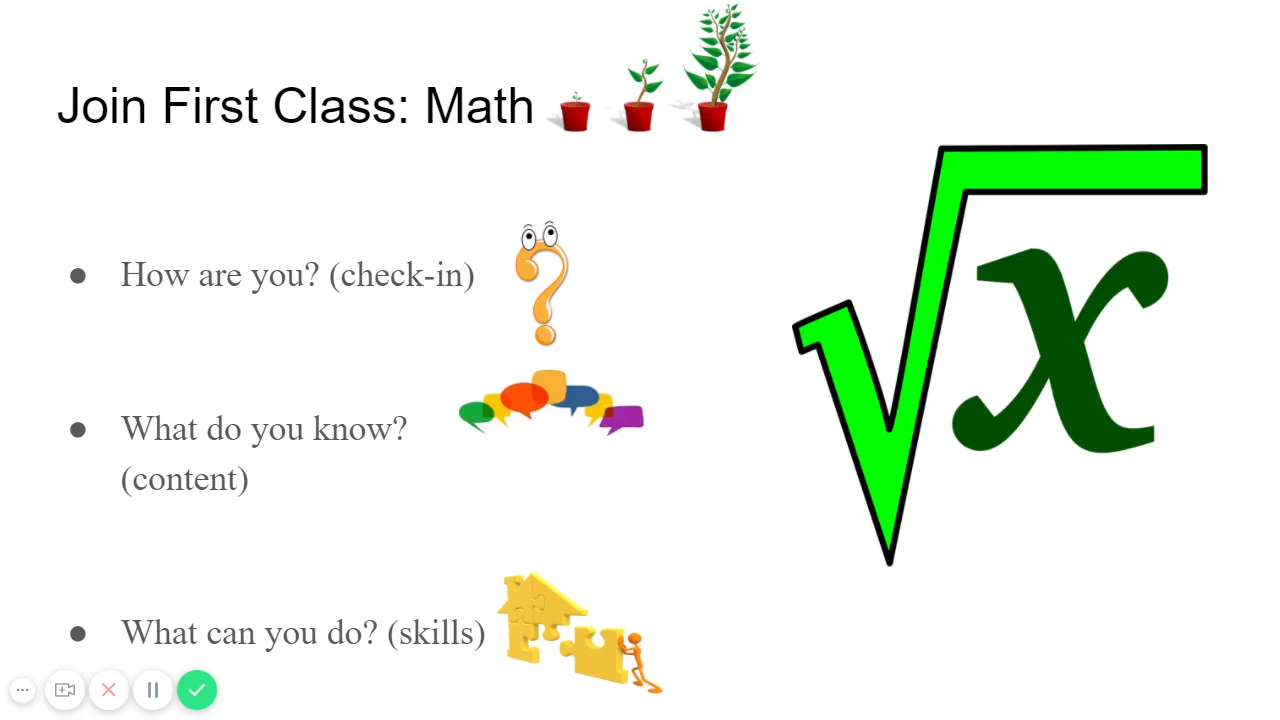 Join First Class: Math
● How are you? (check-in)
● What do you know?
(content)
● What can you do? (skills)
√x